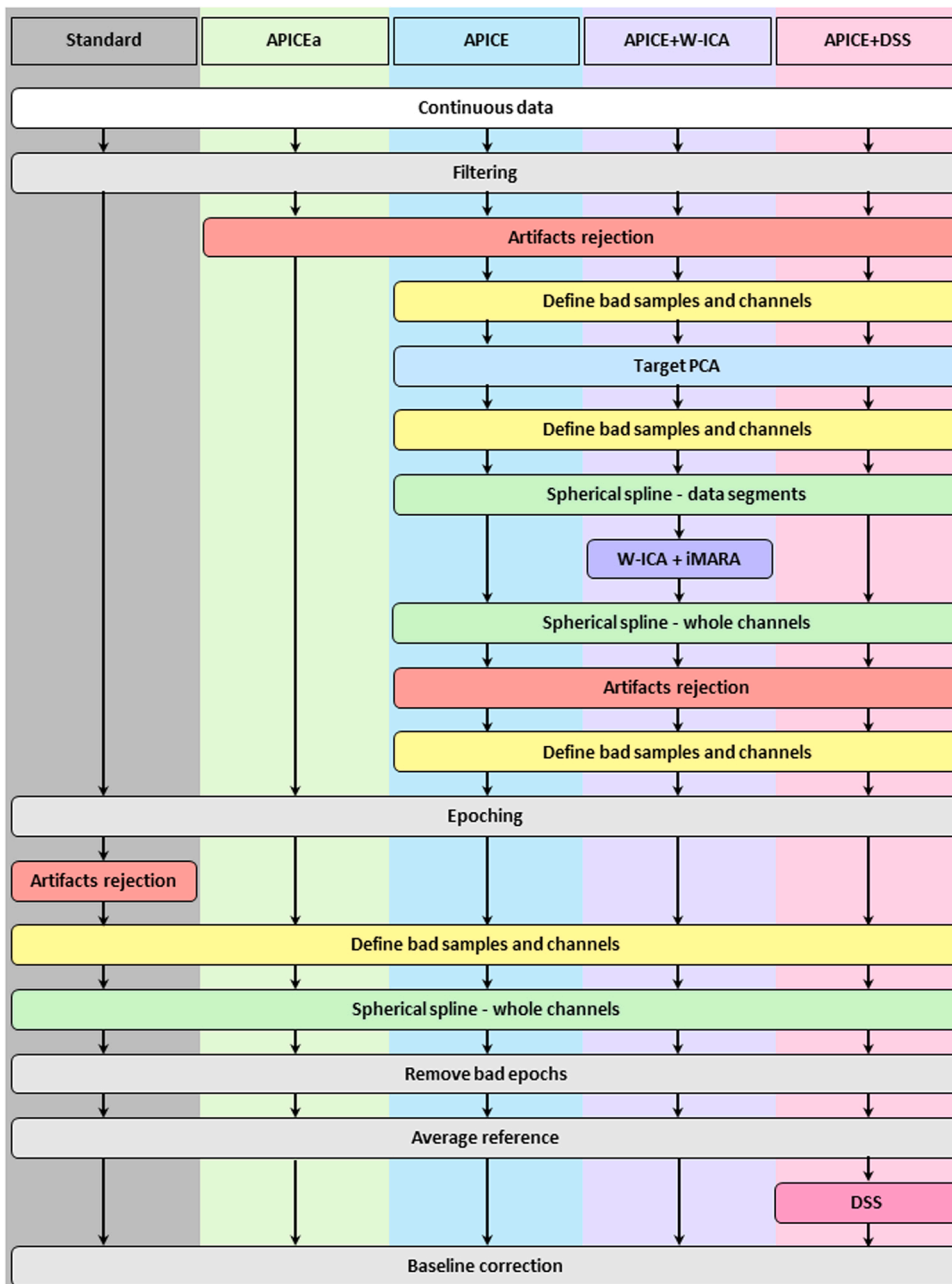 Standard
APICEa
APICE
APICE+W-ICA
APICE+DSS
Continuous data
Filtering
Artifacts rejection
Define bad samples and channels
Target PCA
Define bad samples and channels
Spherical spline - data segments
W-ICA + iMARA
Spherical spline - whole channels
Artifacts rejection
Define bad samples and channels
Epoching
Artifacts rejection
Define bad samples and channels
Spherical spline - whole channels
Remove bad epochs
Average reference
DSS
Baseline correction